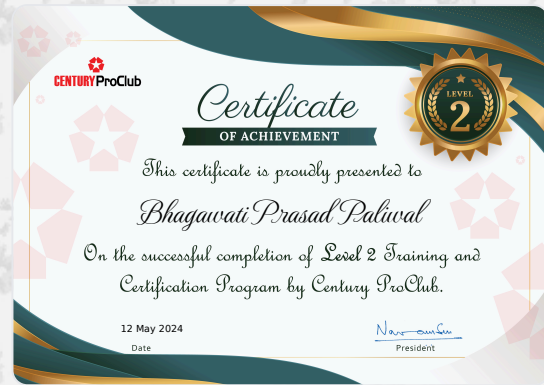 CENTURY ProClub
Certificate
OF ACHIEVEMENT
LEVEL
2
This certificate is proudly presented to
Bhagawati Prasad Paliwal
On the successful completion of Level 2 Training and
Certification Program by Century ProClub.
12 May 2024
Date
President